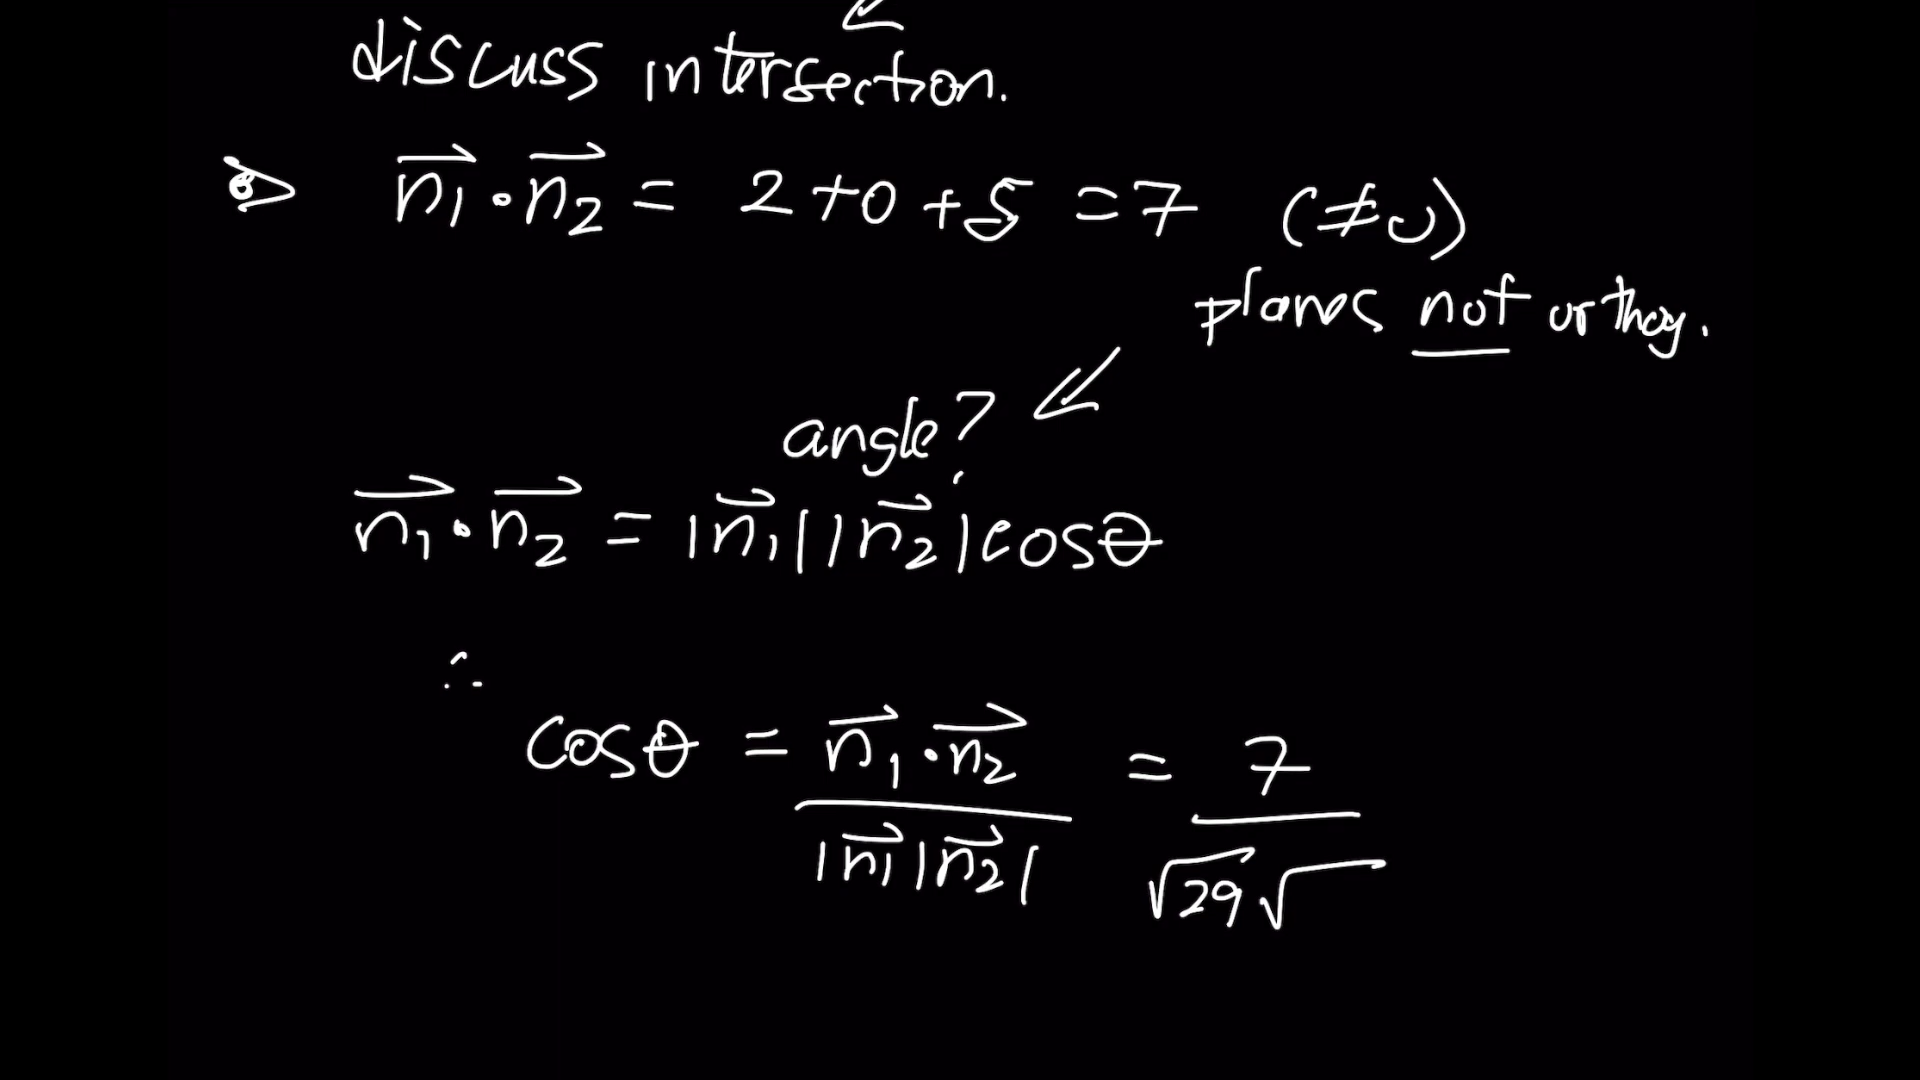 discuss intersection.
n₁⃗ · n₂⃗ = 2 + 0 + 5 = 7 (≠0)
planes not orthog.
angle?
n₁⃗ · n₂⃗ = |n₁⃗||n₂⃗|cosθ
∴
cosθ = n₁⃗ · n₂⃗ / |n₁⃗||n₂⃗| = 7 / √29 √